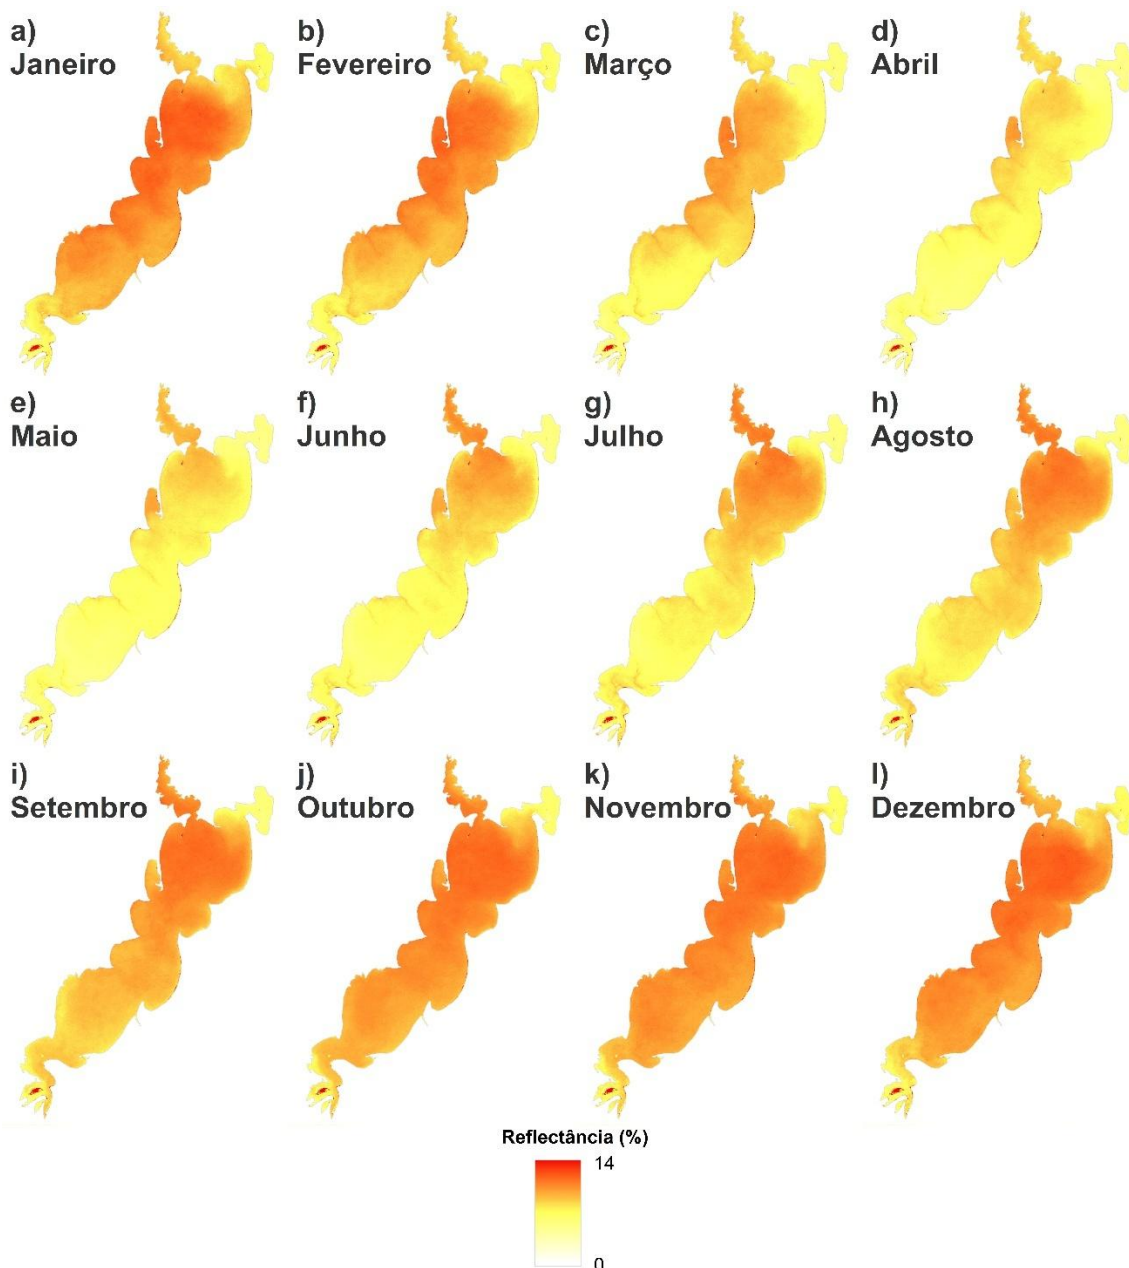 a)
Janeiro
b)
Fevereiro
c)
Março
d)
Abril
e)
Maio
f)
Junho
g)
Julho
h)
Agosto
i)
Setembro
j)
Outubro
k)
Novembro
l)
Dezembro
Reflectância (%)
14
0